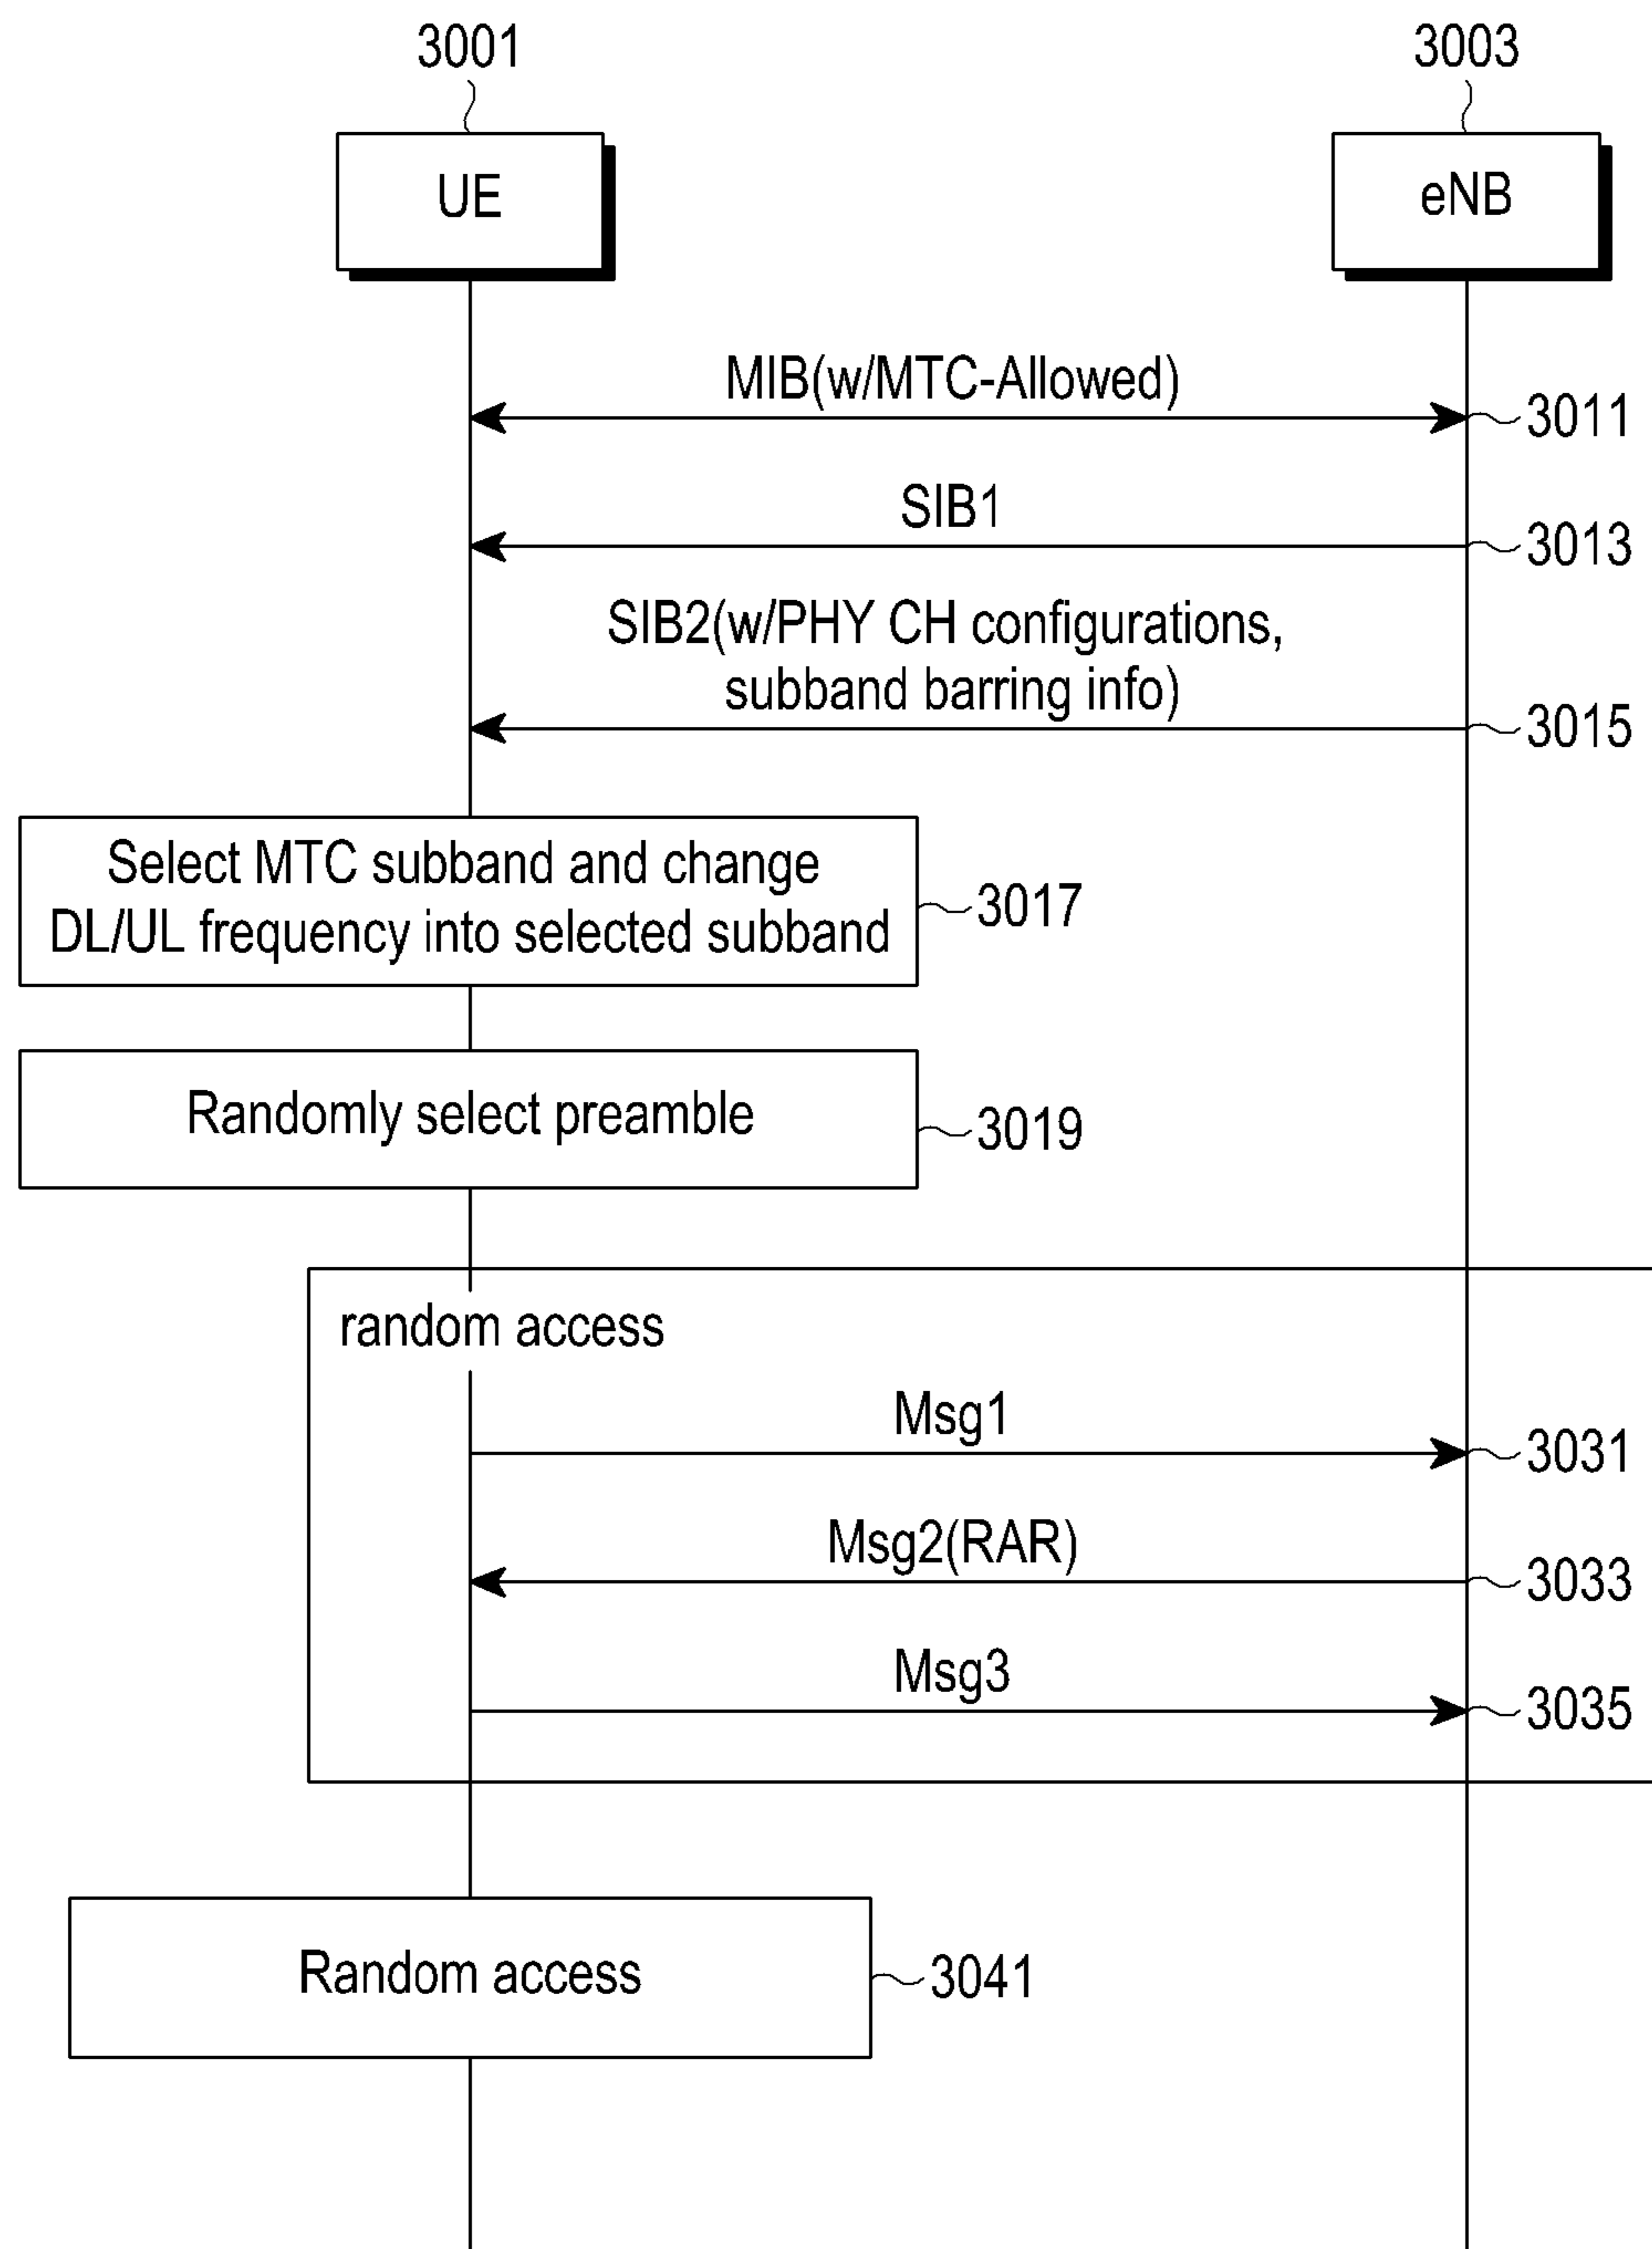 3001
3003
UE
eNB
MIB(w/MTC-Allowed)
3011
SIB1
3013
SIB2(w/PHY CH configurations,
subband barring info)
3015
Select MTC subband and change
DL/UL frequency into selected subband
3017
Randomly select preamble
3019
random access
Msg1
3031
Msg2(RAR)
3033
Msg3
3035
Random access
3041